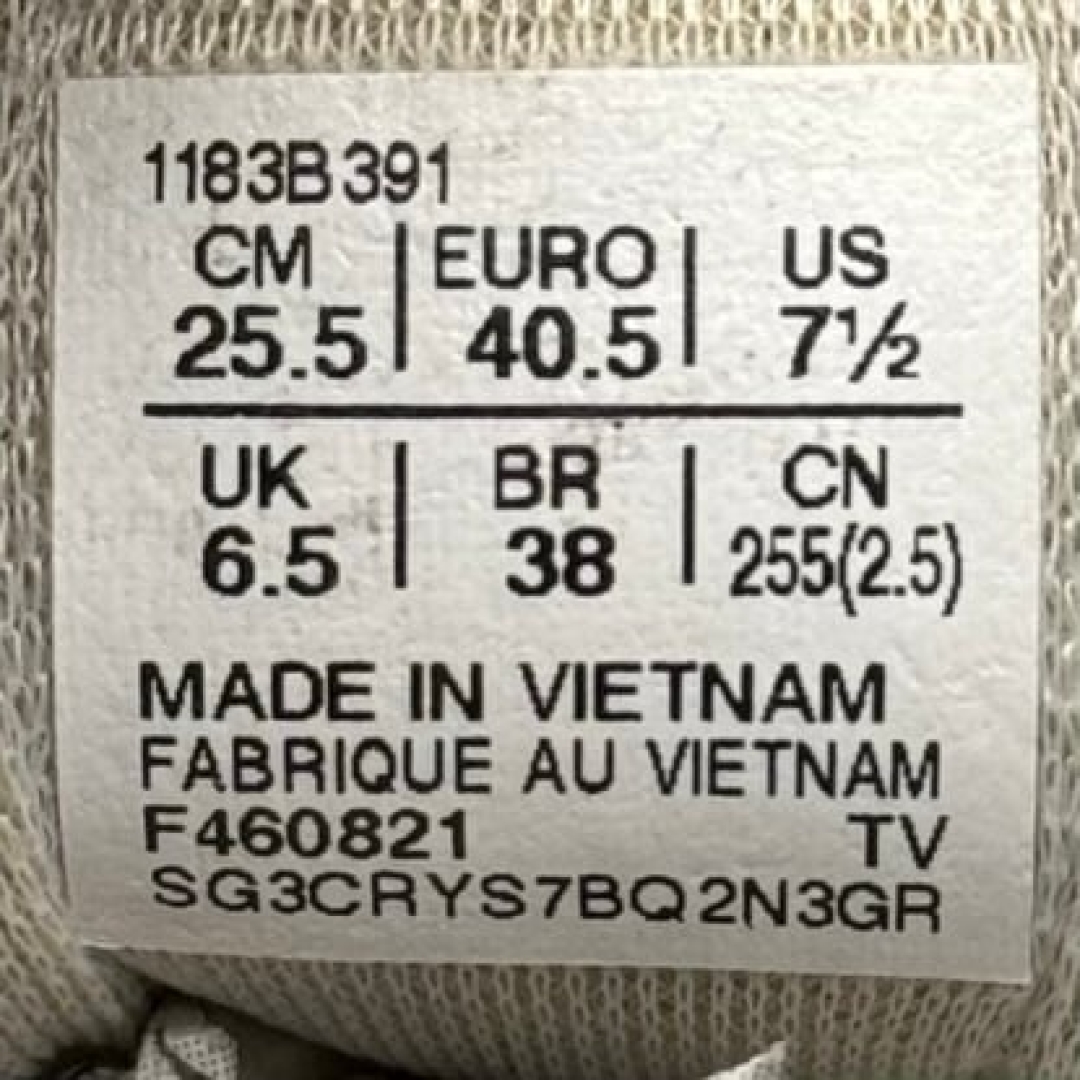 1183B391
CM | EURO | US
25.5 | 40.5 | 7½
UK | BR | CN
6.5 | 38 | 255(2.5)
MADE IN VIETNAM
FABRIQUE AU VIETNAM
F460821 TV
SG3CRYS7BQ2N3GR